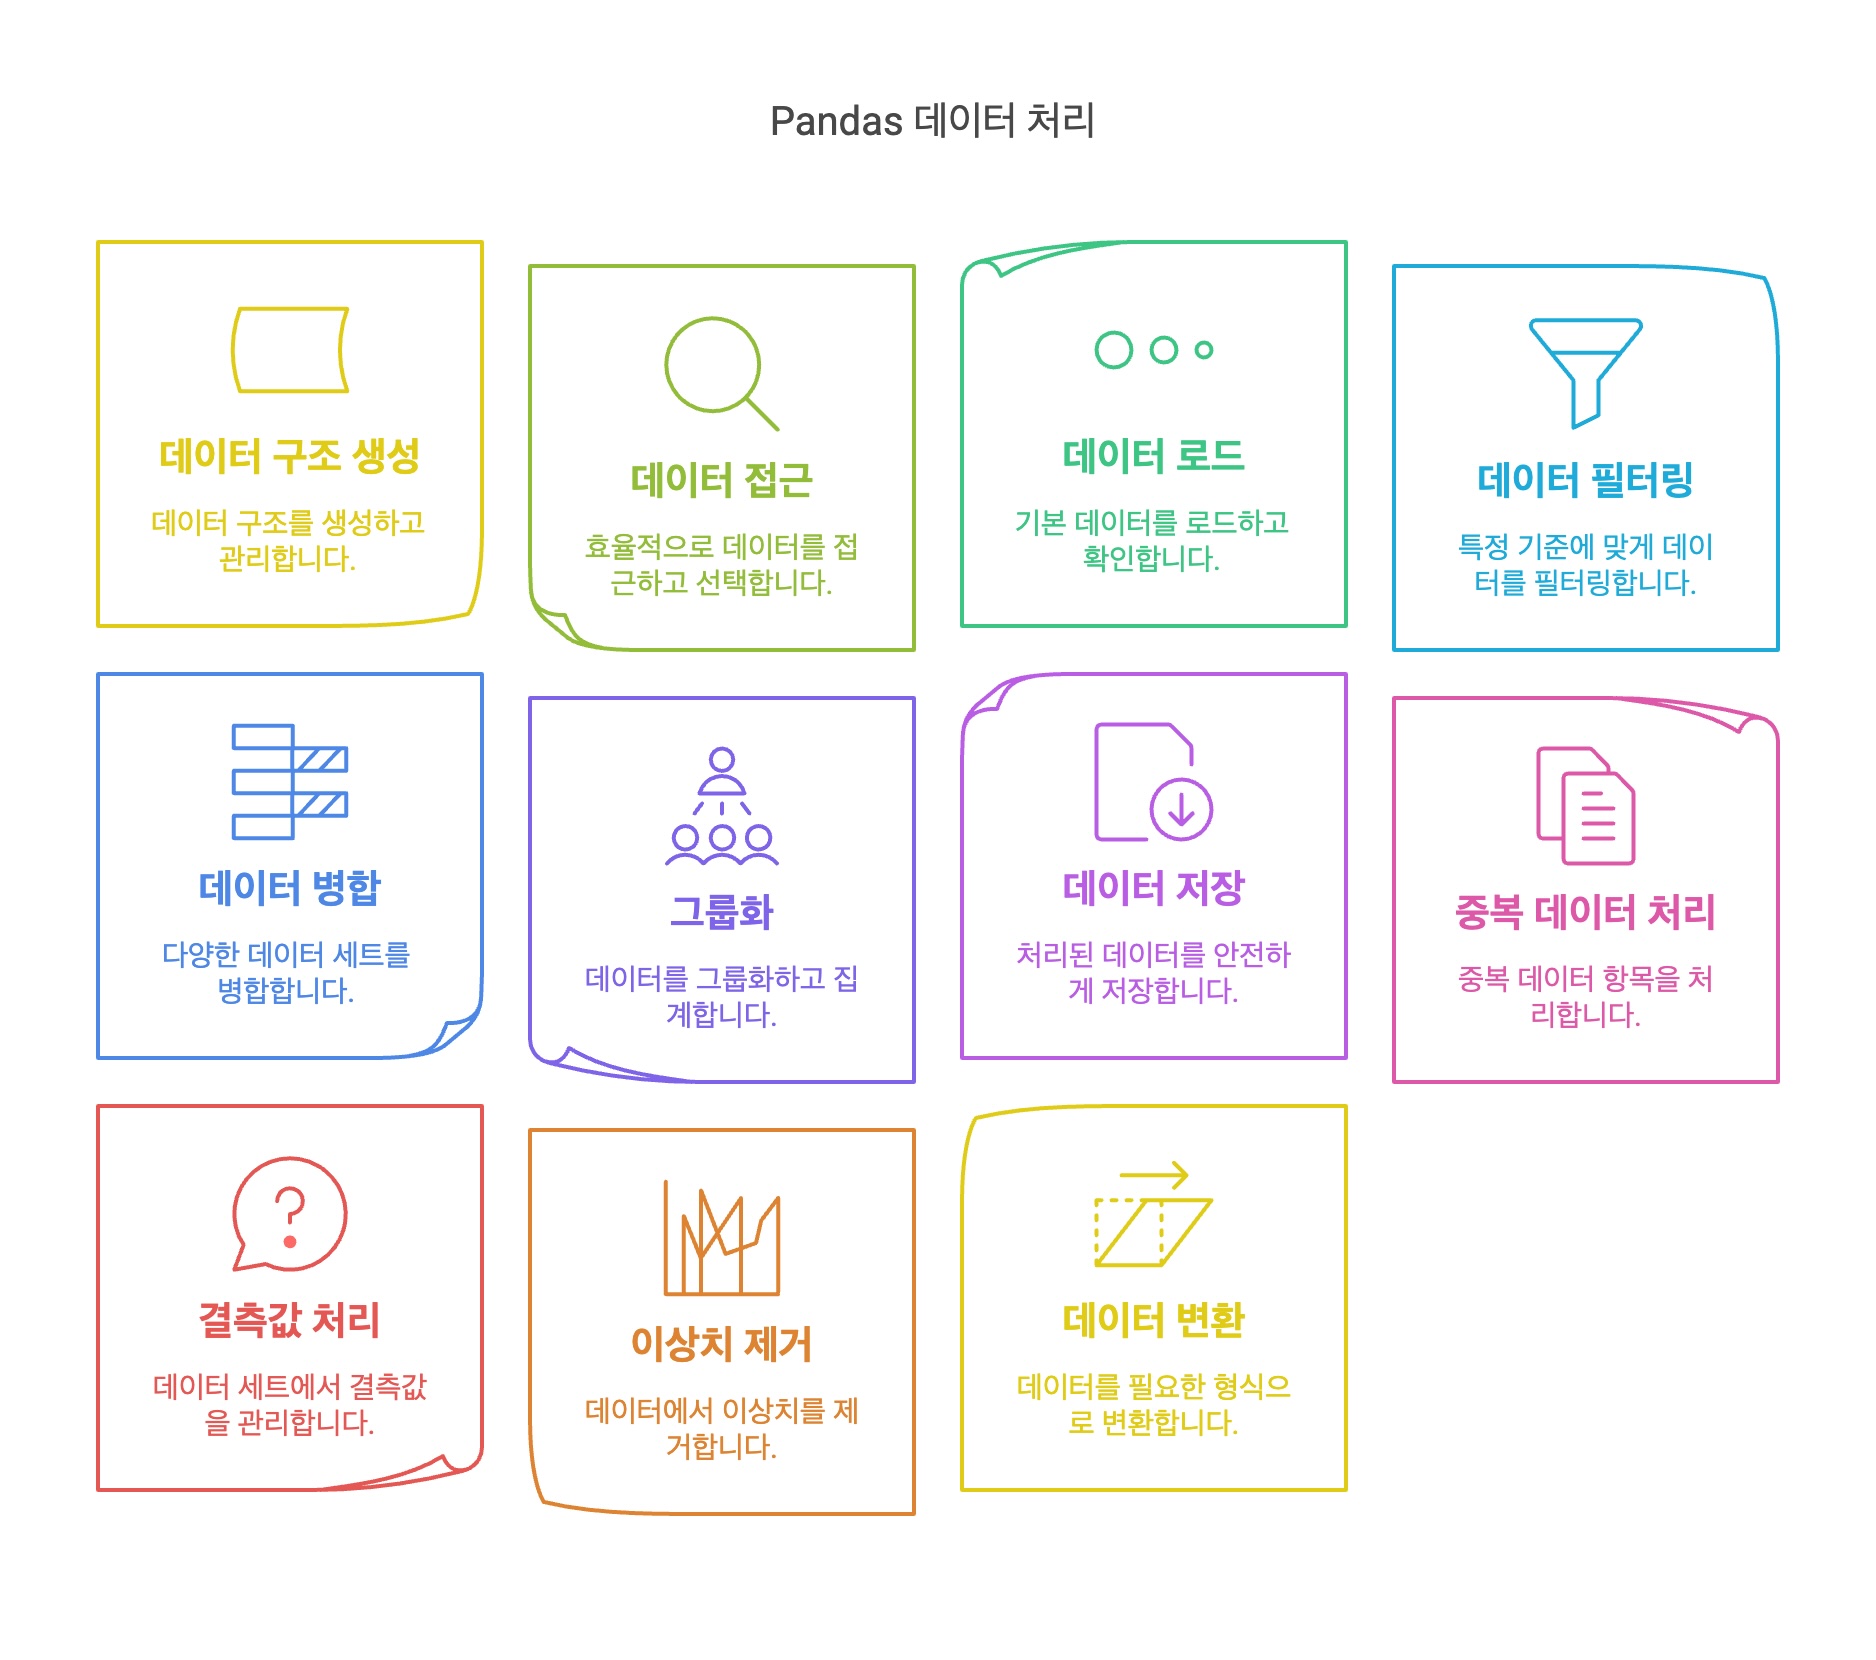 Pandas 데이터 처리
데이터 구조 생성
데이터 구조를 생성하고
관리합니다.
데이터 접근
효율적으로 데이터를 접
근하고 선택합니다.
데이터 로드
기본 데이터를 로드하고
확인합니다.
데이터 필터링
특정 기준에 맞게 데이
터를 필터링합니다.
데이터 병합
다양한 데이터 세트를
병합합니다.
그룹화
데이터를 그룹화하고 집
계합니다.
데이터 저장
처리된 데이터를 안전하
게 저장합니다.
중복 데이터 처리
중복 데이터 항목을 처
리합니다.
결측값 처리
데이터 세트에서 결측값
을 관리합니다.
이상치 제거
데이터에서 이상치를 제
거합니다.
데이터 변환
데이터를 필요한 형식으
로 변환합니다.